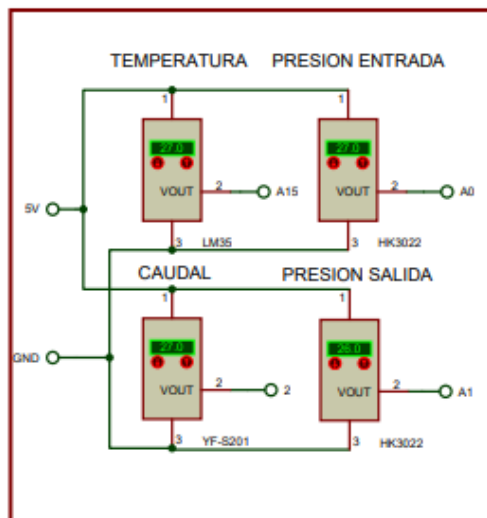 TEMPERATURA PRESION ENTRADA
1 1
27.0 27.0
VOUT 2 A15 VOUT 2 A0
5V
3 LM35 3 HK3022
CAUDAL PRESION SALIDA
1 1
GND
27.0 26.0
VOUT 2 2 VOUT 2 A1
3 YF-S201 3 HK3022